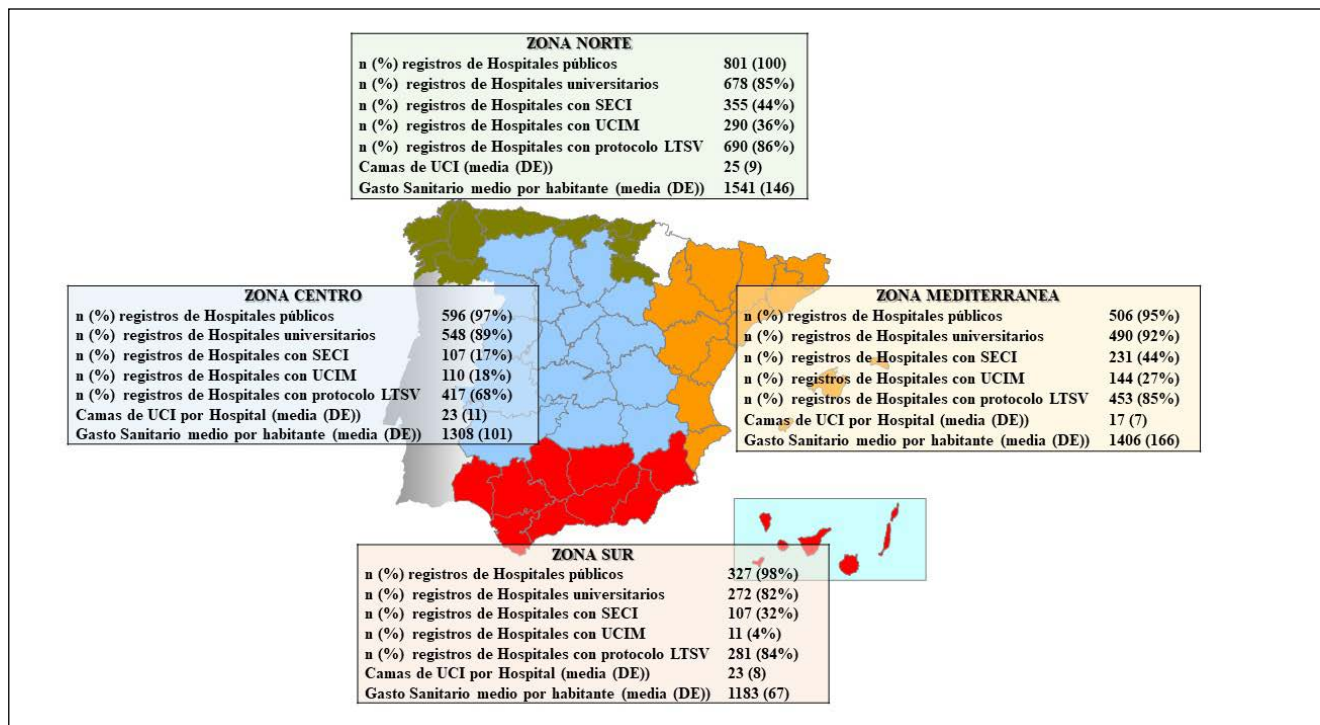 ZONA NORTE
n (%) registros de Hospitales públicos 801 (100)
n (%) registros de Hospitales universitarios 678 (85%)
n (%) registros de Hospitales con SECI 355 (44%)
n (%) registros de Hospitales con UCIM 290 (36%)
n (%) registros de Hospitales con protocolo LTSV 690 (86%)
Camas de UCI (media (DE)) 25 (9)
Gasto Sanitario medio por habitante (media (DE)) 1541 (146)
ZONA CENTRO
n (%) registros de Hospitales públicos 596 (97%)
n (%) registros de Hospitales universitarios 548 (89%)
n (%) registros de Hospitales con SECI 107 (17%)
n (%) registros de Hospitales con UCIM 110 (18%)
n (%) registros de Hospitales con protocolo LTSV 417 (68%)
Camas de UCI por Hospital (media (DE)) 23 (11)
Gasto Sanitario medio por habitante (media (DE)) 1308 (101)
ZONA MEDITERRANEA
n (%) registros de Hospitales públicos 506 (95%)
n (%) registros de Hospitales universitarios 490 (92%)
n (%) registros de Hospitales con SECI 231 (44%)
n (%) registros de Hospitales con UCIM 144 (27%)
n (%) registros de Hospitales con protocolo LTSV 453 (85%)
Camas de UCI por Hospital (media (DE)) 17 (7)
Gasto Sanitario medio por habitante (media (DE)) 1406 (166)
ZONA SUR
n (%) registros de Hospitales públicos 327 (98%)
n (%) registros de Hospitales universitarios 272 (82%)
n (%) registros de Hospitales con SECI 107 (32%)
n (%) registros de Hospitales con UCIM 11 (4%)
n (%) registros de Hospitales con protocolo LTSV 281 (84%)
Camas de UCI por Hospital (media (DE)) 23 (8)
Gasto Sanitario medio por habitante (media (DE)) 1183 (67)